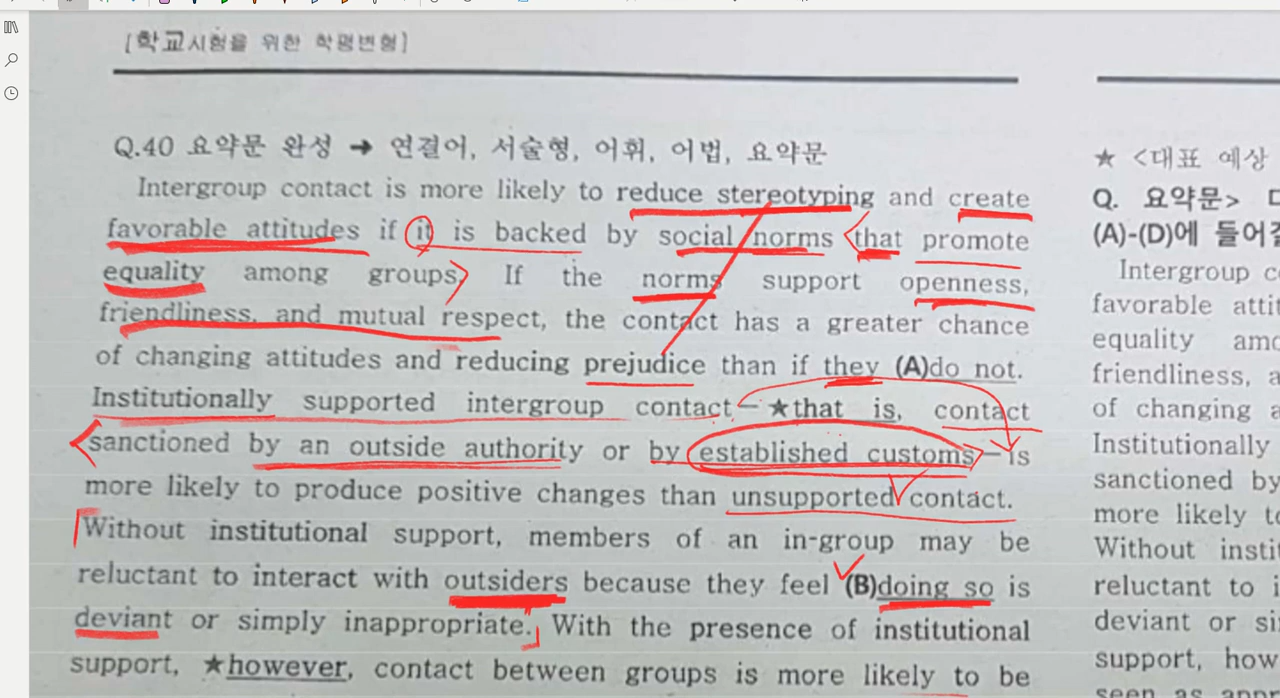 [학교시험을 위한 학평변형]
Q.40 요약문 완성 → 연결어, 서술형, 어휘, 어법, 요약문
Intergroup contact is more likely to reduce stereotyping and create
favorable attitudes if it is backed by social norms that promote
equality among groups. If the norms support openness,
friendliness, and mutual respect, the contact has a greater chance
of changing attitudes and reducing prejudice than if they (A)do not.
Institutionally supported intergroup contact—★that is, contact
sanctioned by an outside authority or by established customs—is
more likely to produce positive changes than unsupported contact.
Without institutional support, members of an in-group may be
reluctant to interact with outsiders because they feel (B)doing so is
deviant or simply inappropriate. With the presence of institutional
support, ★however, contact between groups is more likely to be
★ <대표 예상
Q. 요약문>
(A)-(D)에 들어갈
Intergroup
favorable
equality
friendliness,
of changing
Institutionally
sanctioned by
more likely
Without
reluctant to
deviant or
support,
seen as